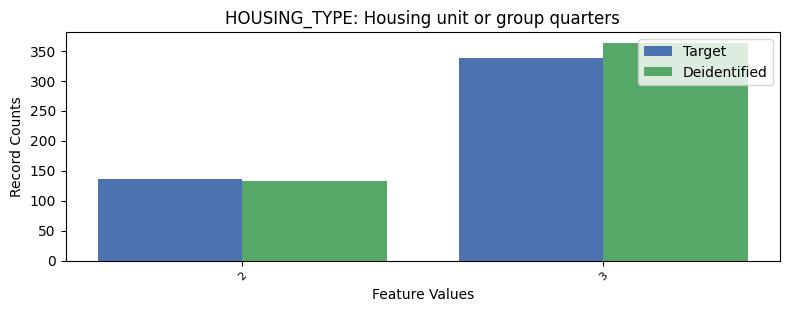 HOUSING_TYPE: Housing unit or group quarters
Record Counts
350
300
250
200
150
100
50
0
Target
Deidentified
2
3
Feature Values